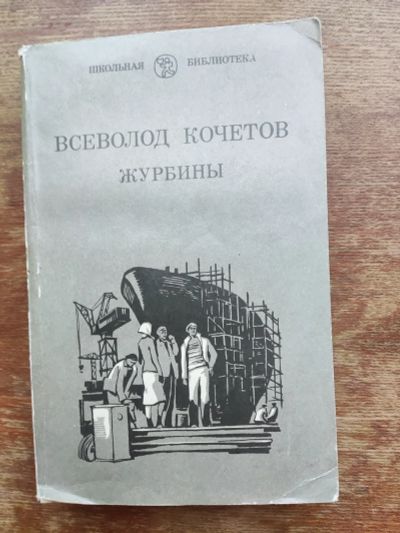 ШКОЛЬНАЯ БИБЛИОТЕКА
ВСЕВОЛОД КОЧЕТОВ
ЖУРБИНЫ